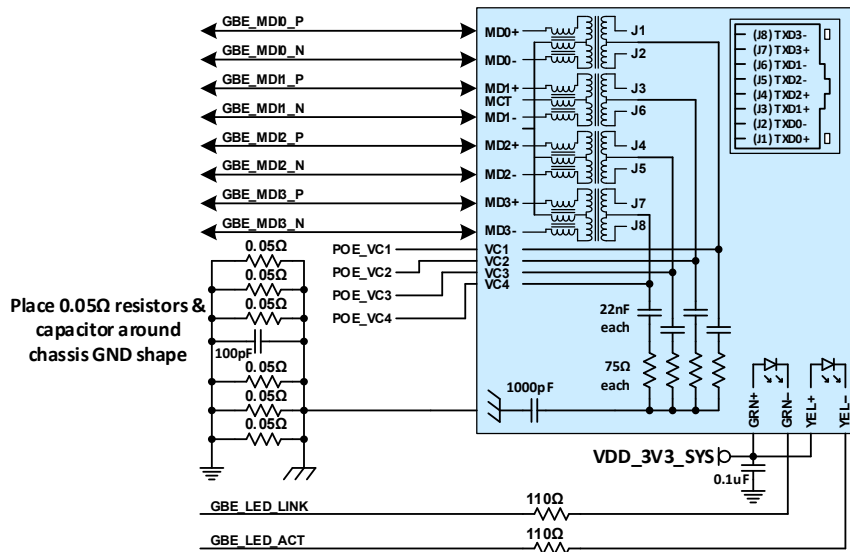 GBE_MDI0_P
GBE_MDI0_N
GBE_MDI1_P
GBE_MDI1_N
GBE_MDI2_P
GBE_MDI2_N
GBE_MDI3_P
GBE_MDI3_N
MD0+
MD0-
MD1+
MCT
MD1-
MD2+
MD2-
MD3+
MD3-
VC1
VC2
VC3
VC4
J1
J2
J3
J6
J4
J5
J7
J8
(J8) TXD3-
(J7) TXD3+
(J6) TXD1-
(J5) TXD2-
(J4) TXD2+
(J3) TXD1+
(J2) TXD0-
(J1) TXD0+
POE_VC1
POE_VC2
POE_VC3
POE_VC4
0.05Ω
0.05Ω
0.05Ω
100pF
0.05Ω
0.05Ω
0.05Ω
Place 0.05Ω resistors &
capacitor around
chassis GND shape
22nF
each
75Ω
each
1000pF
GRN+
GRN-
YEL+
YEL-
VDD_3V3_SYS
0.1uF
GBE_LED_LINK
110Ω
GBE_LED_ACT
110Ω